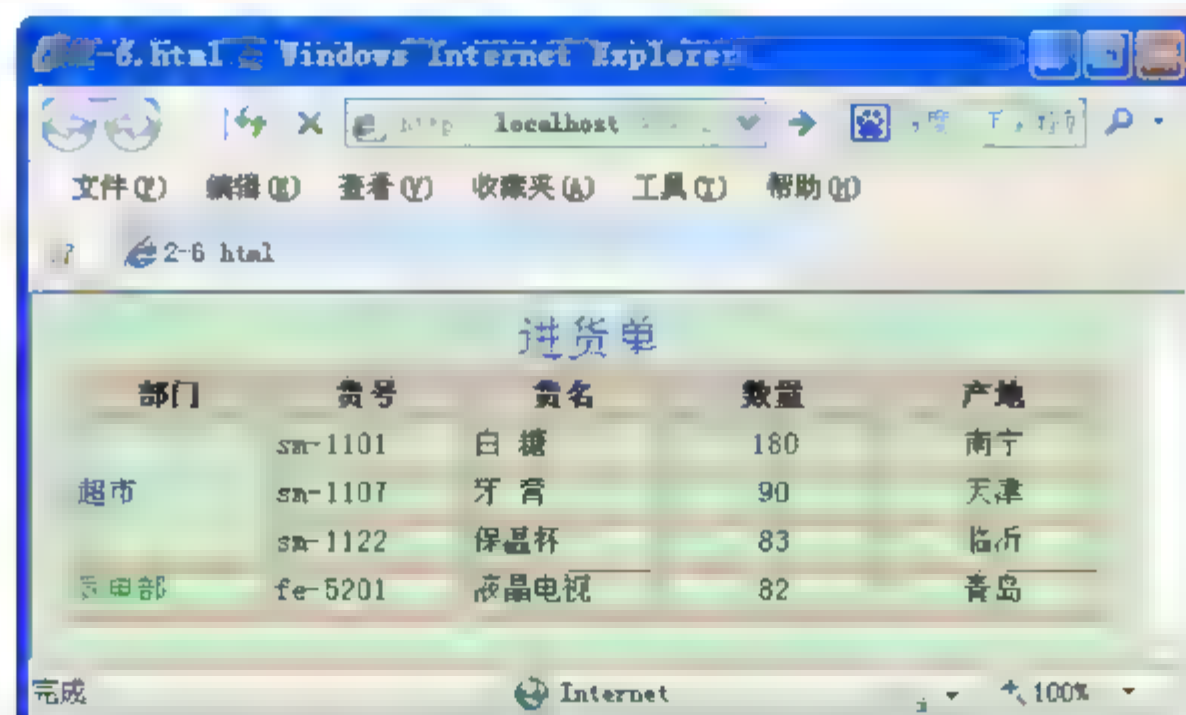 -6.html Windows Internet Explorer
http localhost
文件(F) 编辑(E) 查看(V) 收藏夹(A) 工具(T) 帮助(H)
2-6 html
进货单
部门 货号 货名 数量 产地
sm-1101 白 糖 180 南宁
超市 sm-1107 牙 膏 90 天津
sm-1122 保温杯 83 临沂
电部 fe-5201 液晶电视 82 青岛
完成 Internet 100%